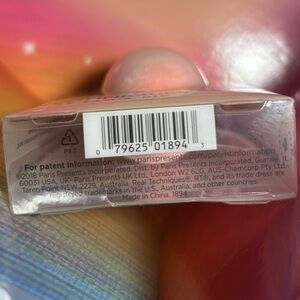 PET
0 79625 01894 3
For patent information: www.parispresents.com/patentinformation.
©2018 Paris Presents Incorporated, Dist. by Paris Presents Incorporated, Gurnee, IL
60031 USA, UK- Paris Presents UK Ltd., London W2 6LG, AUS-Chemcorp Pty Ltd.,
Taren Point NSW 2229, Australia. Real Techniques®, RT®, and its trade dress are
registered trademarks in the U.S., Australia, and other countries.
Made in China. 1894